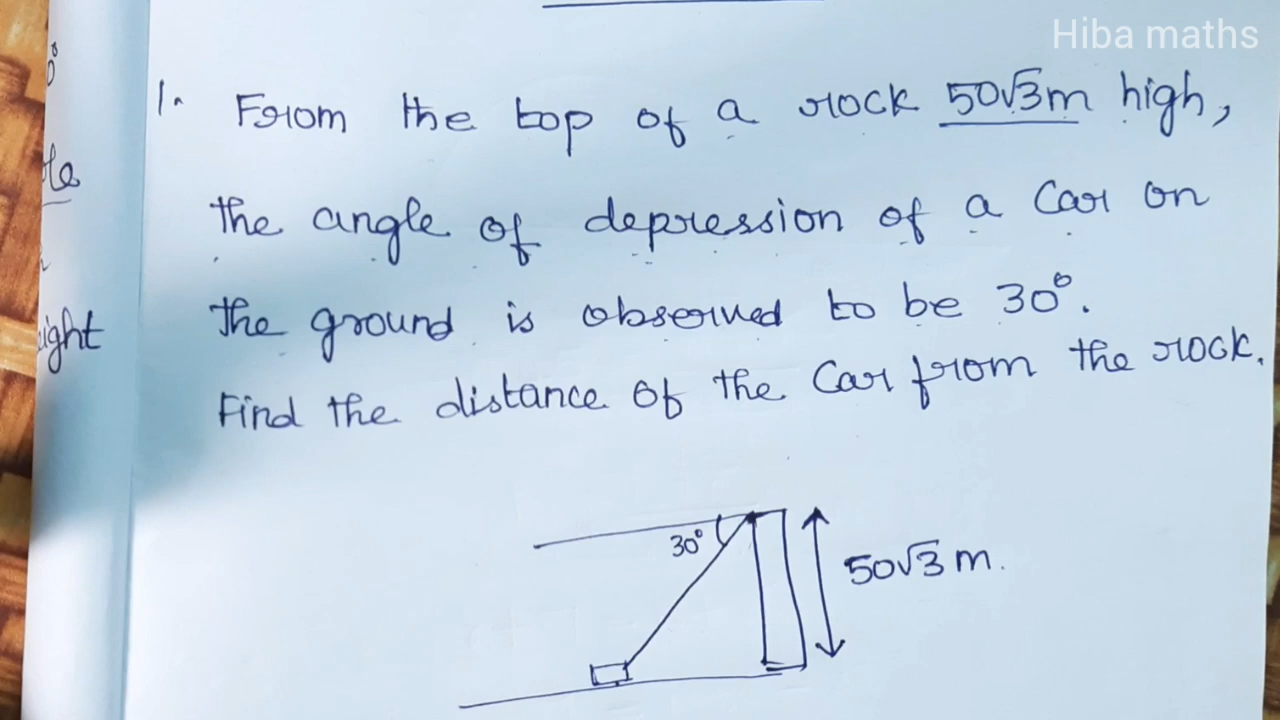 Hiba maths
1. From the top of a rock 50√3m high,
the angle of depression of a Car on
the ground is observed to be 30°.
Find the distance of the Car from the rock.
30°
50√3 m.
ight